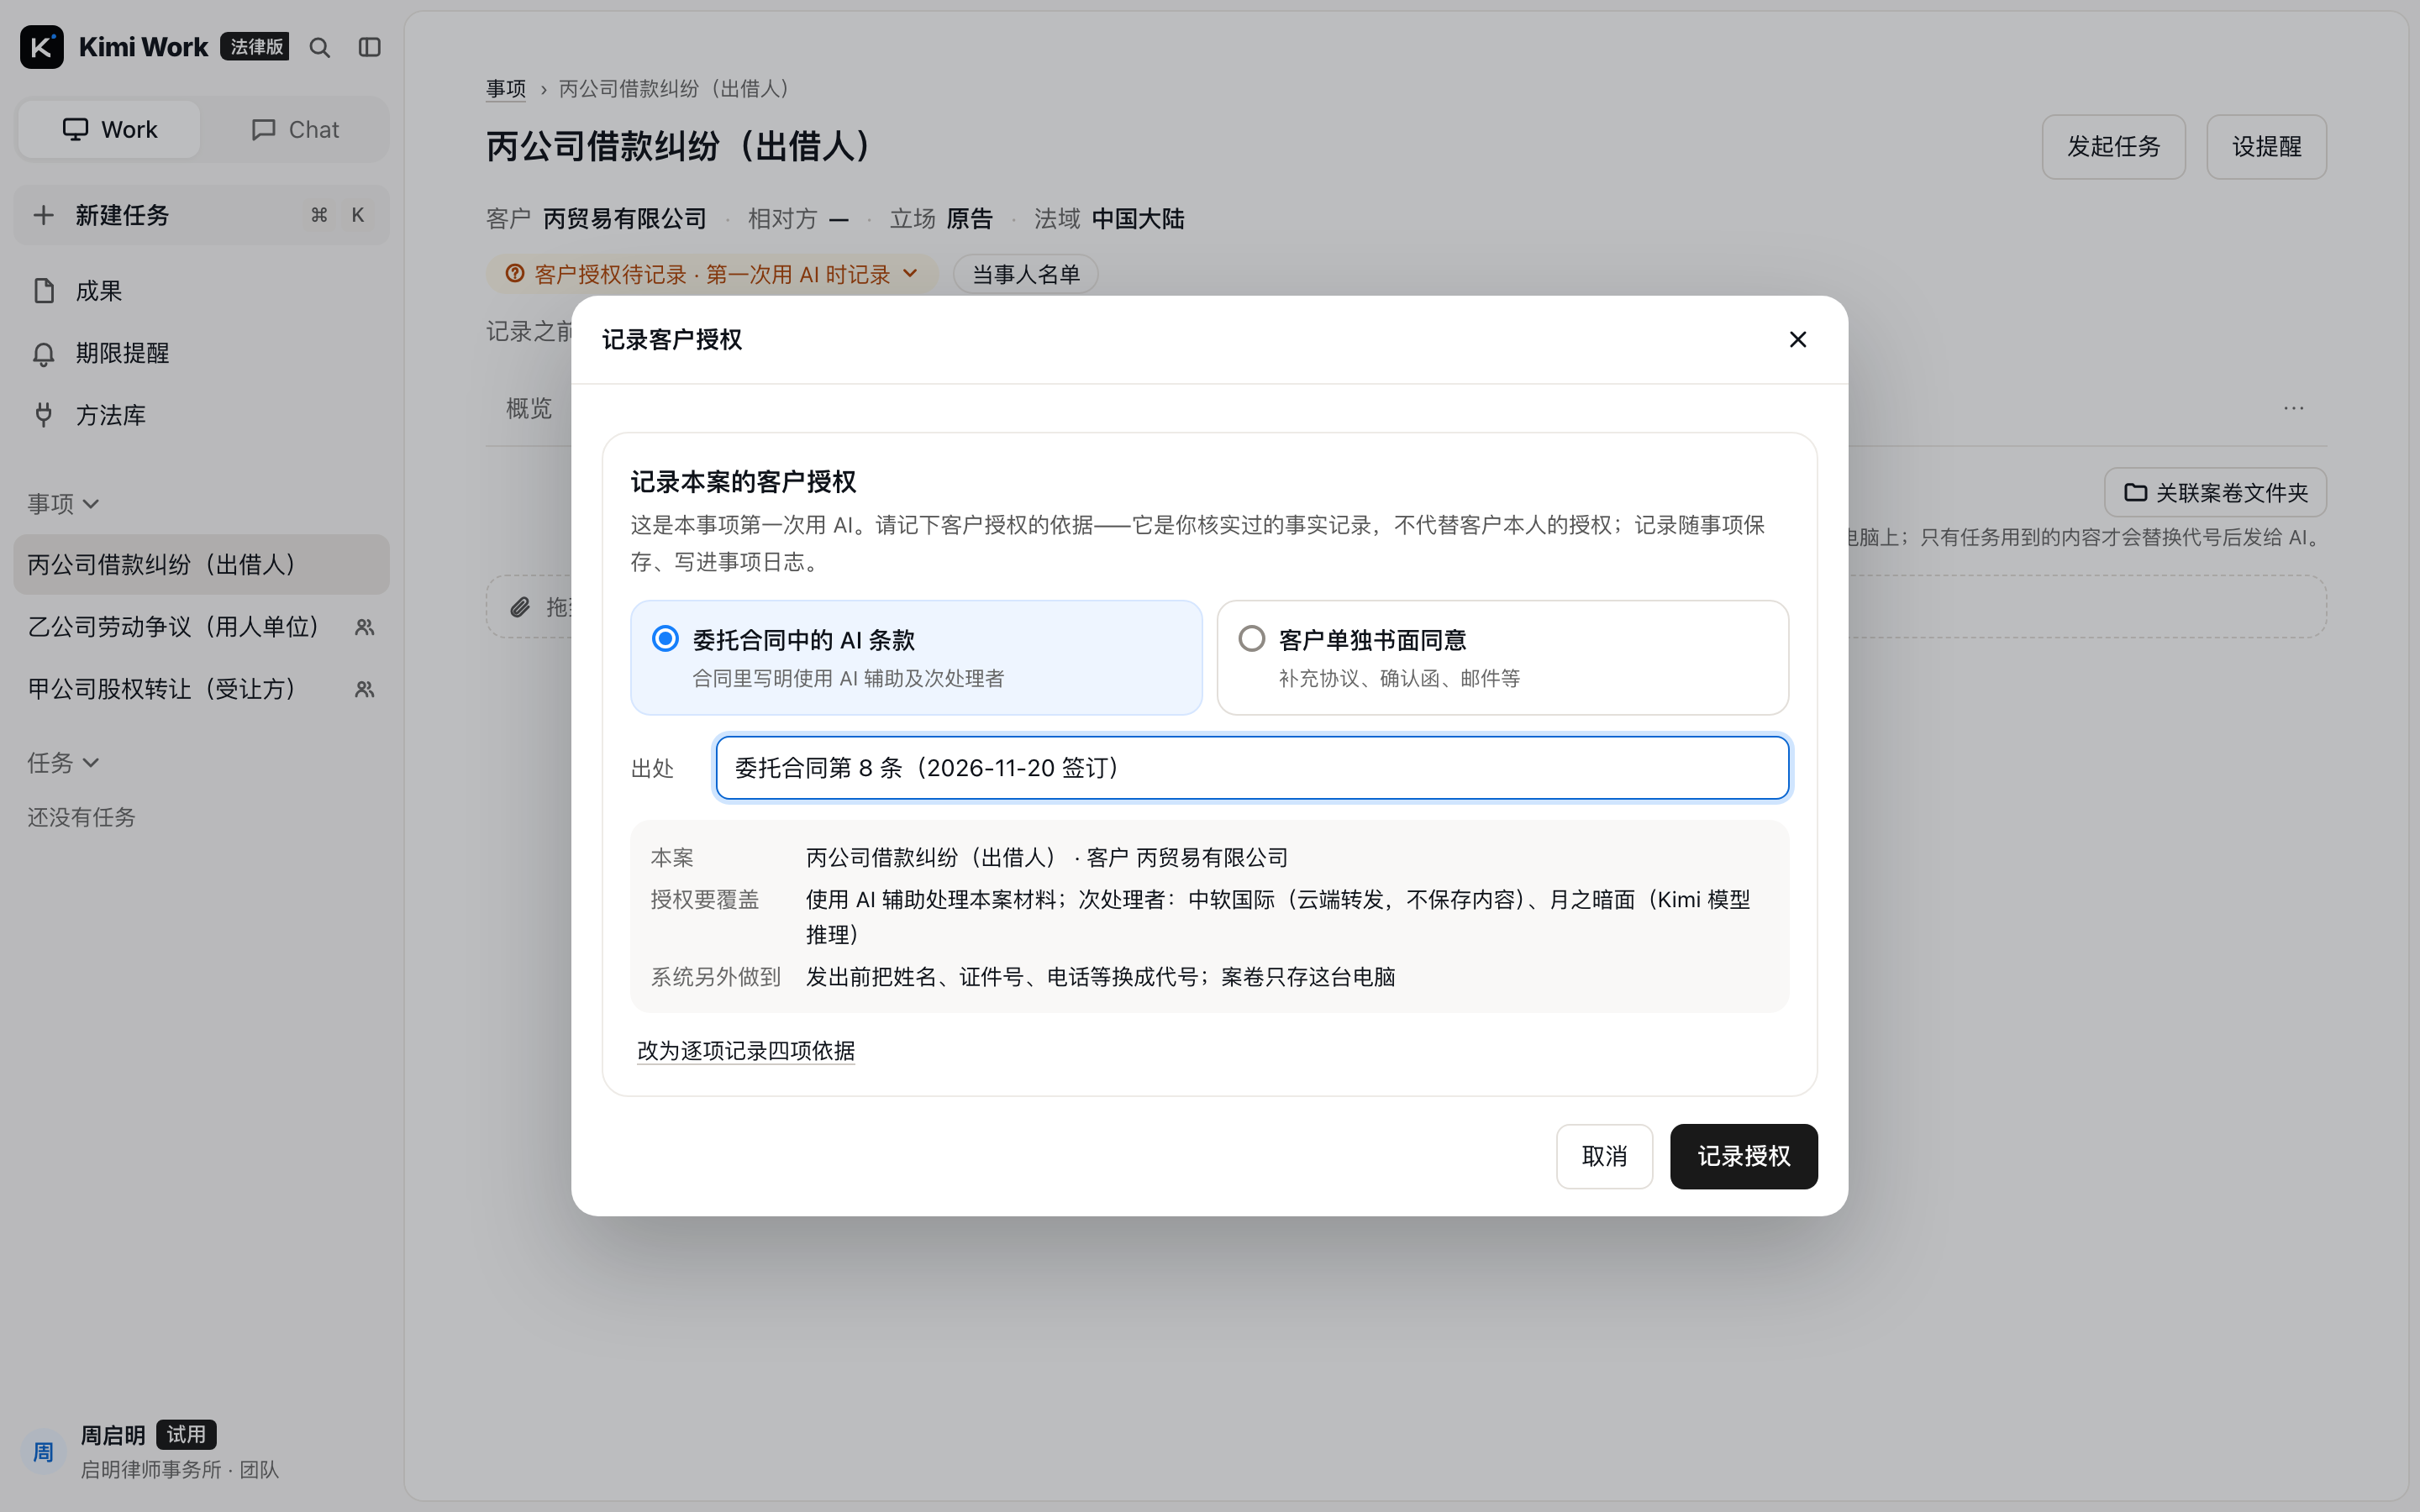 Kimi Work 法律版
Work
Chat
新建任务 ⌘ K
成果
期限提醒
方法库
事项
丙公司借款纠纷（出借人）
乙公司劳动争议（用人单位）
甲公司股权转让（受让方）
任务
还没有任务
周 周启明 试用
启明律师事务所 · 团队
事项 › 丙公司借款纠纷（出借人）
丙公司借款纠纷（出借人）
发起任务
设提醒
客户 丙贸易有限公司 · 相对方 — · 立场 原告 · 法域 中国大陆
客户授权待记录 · 第一次用 AI 时记录
当事人名单
记录之前
概览
…
关联案卷文件夹
电脑上；只有任务用到的内容才会替换代号后发给 AI。
记录客户授权
记录本案的客户授权
这是本事项第一次用 AI。请记下客户授权的依据——它是你核实过的事实记录，不代替客户本人的授权；记录随事项保
存、写进事项日志。
委托合同中的 AI 条款
合同里写明使用 AI 辅助及次处理者
客户单独书面同意
补充协议、确认函、邮件等
出处 委托合同第 8 条（2026-11-20 签订）
本案 丙公司借款纠纷（出借人） · 客户 丙贸易有限公司
授权要覆盖 使用 AI 辅助处理本案材料；次处理者：中软国际（云端转发，不保存内容）、月之暗面（Kimi 模型
推理）
系统另外做到 发出前把姓名、证件号、电话等换成代号；案卷只存这台电脑
改为逐项记录四项依据
取消
记录授权